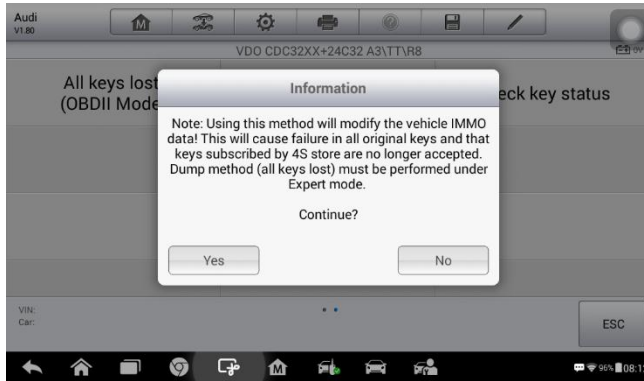 Audi
V1.80
VDO CDC32XX+24C32 A3\TT\R8
All keys lost
(OBDII Mode
eck key status
Information
Note: Using this method will modify the vehicle IMMO
data! This will cause failure in all original keys and that
keys subscribed by 4S store are no longer accepted.
Dump method (all keys lost) must be performed under
Expert mode.
Continue?
Yes
No
VIN:
Car:
ESC
96%